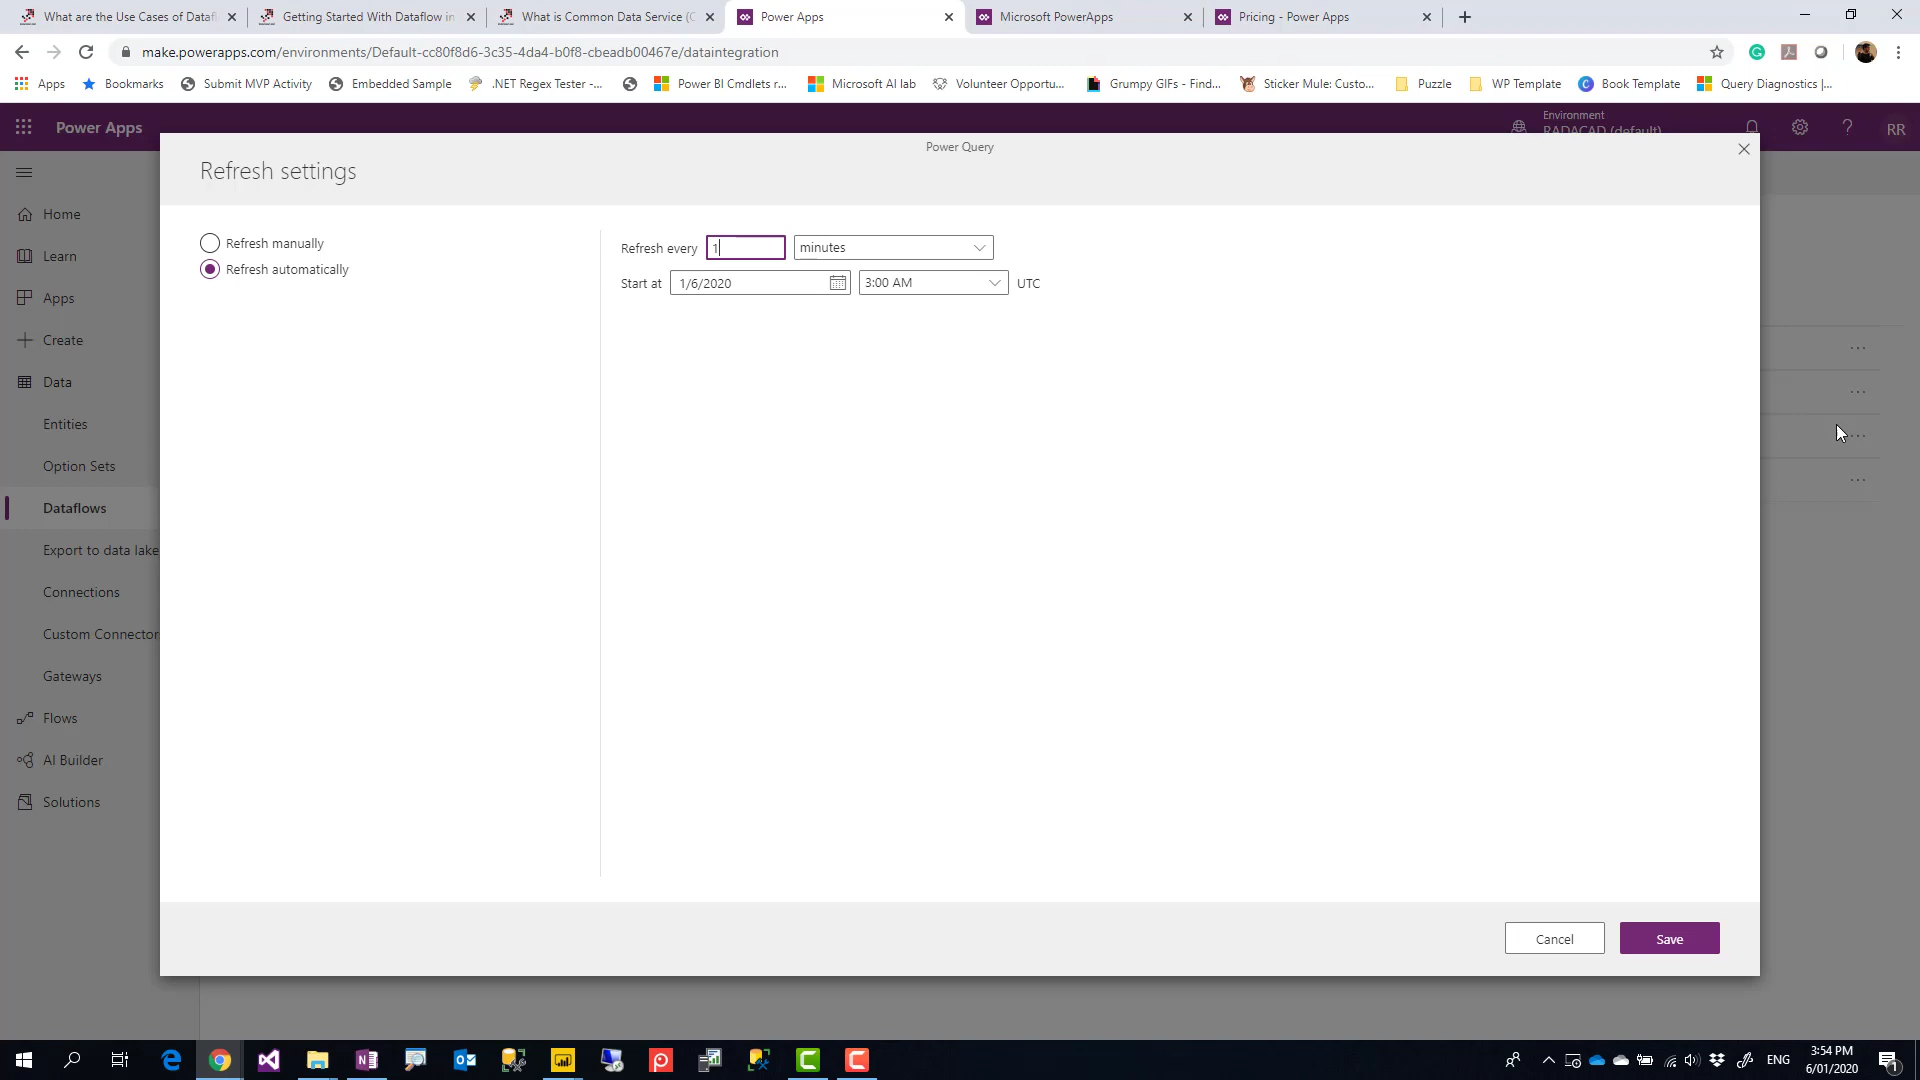 What are the Use Cases of Datafl
Getting Started With Dataflow in
What is Common Data Service (C
Power Apps
Microsoft PowerApps
Pricing - Power Apps
make.powerapps.com/environments/Default-cc80f8d6-3c35-4da4-b0f8-cbeadb00467e/dataintegration
Apps
Bookmarks
Submit MVP Activity
Embedded Sample
.NET Regex Tester -...
Power BI Cmdlets r...
Microsoft AI lab
Volunteer Opportu...
Grumpy GIFs - Find...
Sticker Mule: Custo...
Puzzle
WP Template
Book Template
Query Diagnostics |...
Power Apps
Environment
RADACAD (default)
RR
Power Query
Refresh settings
Home
Learn
Apps
Create
Data
Entities
Option Sets
Dataflows
Export to data lake
Connections
Custom Connector
Gateways
Flows
AI Builder
Solutions
Refresh manually
Refresh automatically
Refresh every 1 minutes
Start at 1/6/2020 3:00 AM UTC
Cancel
Save
ENG
3:54 PM
6/01/2020
1